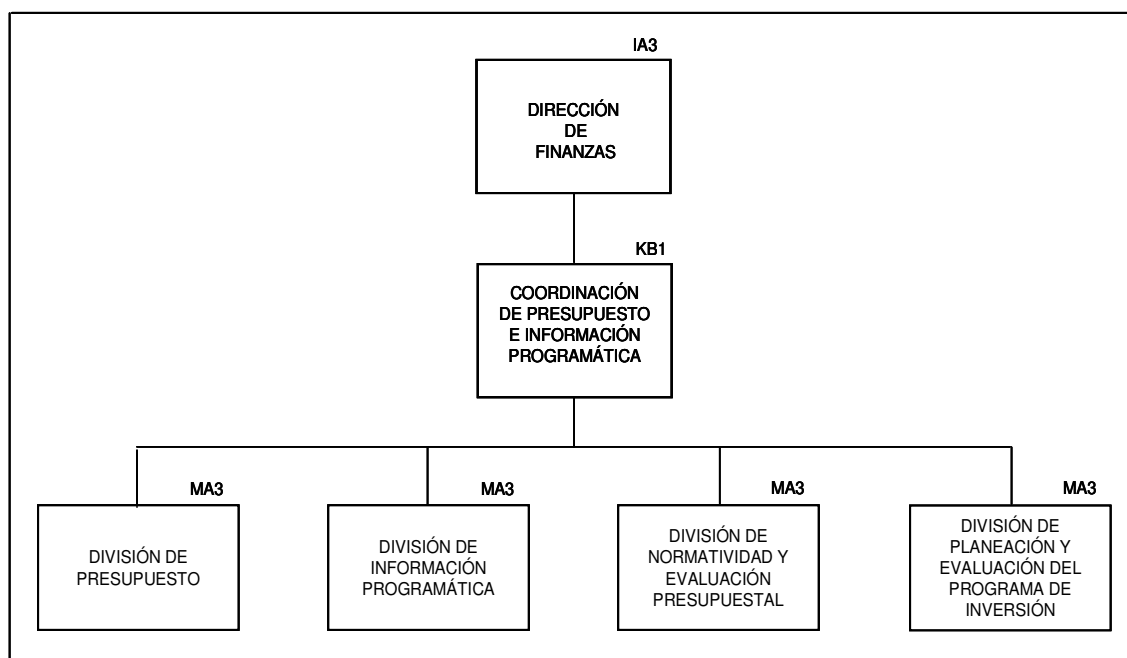 IA3
DIRECCIÓN
DE
FINANZAS
KB1
COORDINACIÓN
DE PRESUPUESTO
E INFORMACIÓN
PROGRAMÁTICA
MA3
DIVISIÓN DE
PRESUPUESTO
MA3
DIVISIÓN DE
INFORMACIÓN
PROGRAMÁTICA
MA3
DIVISIÓN DE
NORMATIVIDAD Y
EVALUACIÓN
PRESUPUESTAL
MA3
DIVISIÓN DE
PLANEACIÓN Y
EVALUACIÓN DEL
PROGRAMA DE
INVERSIÓN